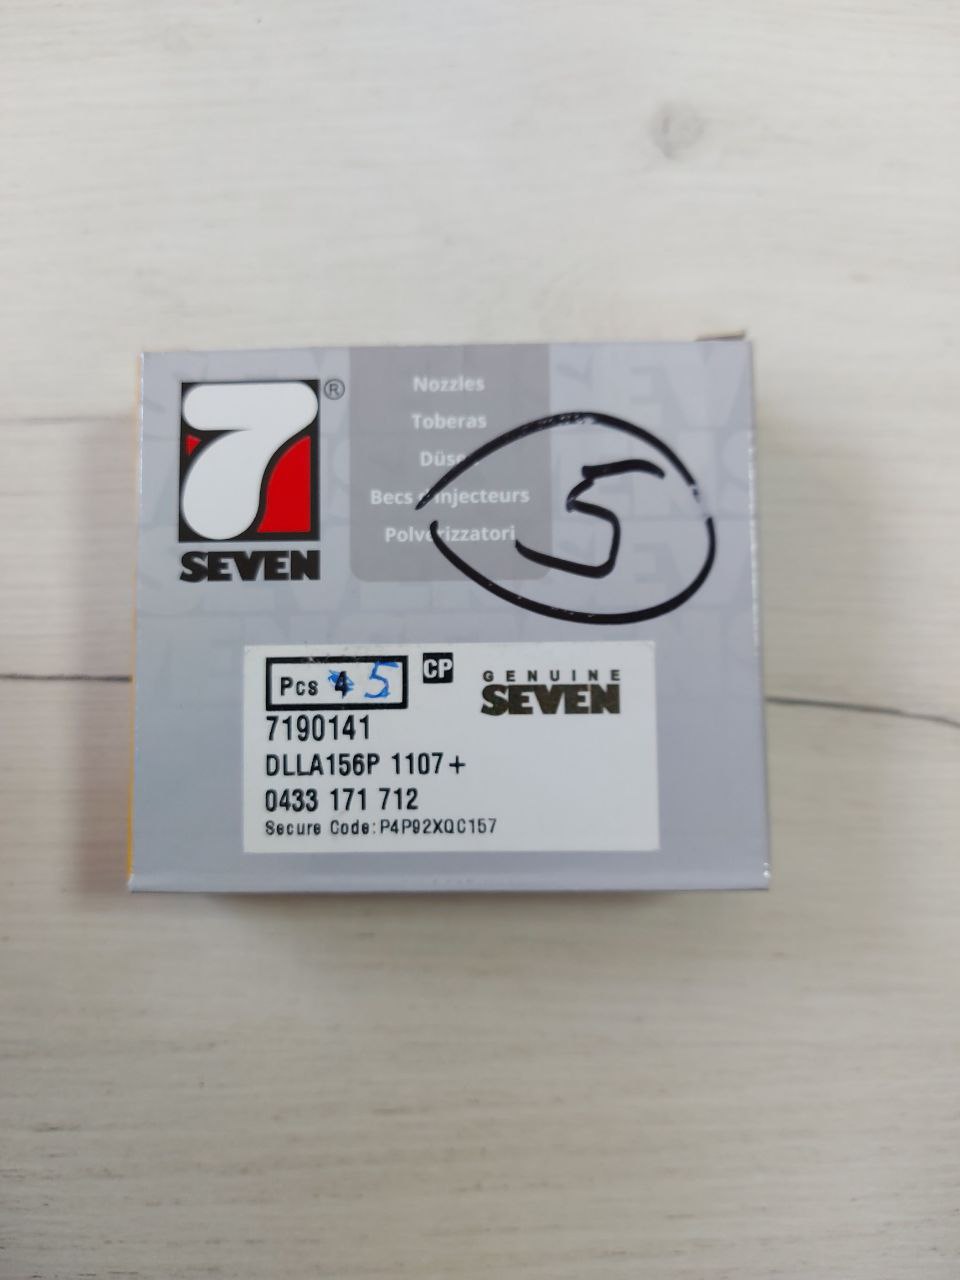 7®
SEVEN
Nozzles
Toberas
Düsen
Becs d'injecteurs
Polverizzatori
5
Pcs 4 5
CP
GENUINE
SEVEN
7190141
DLLA156P 1107+
0433 171 712
Secure Code:P4P92XQC157